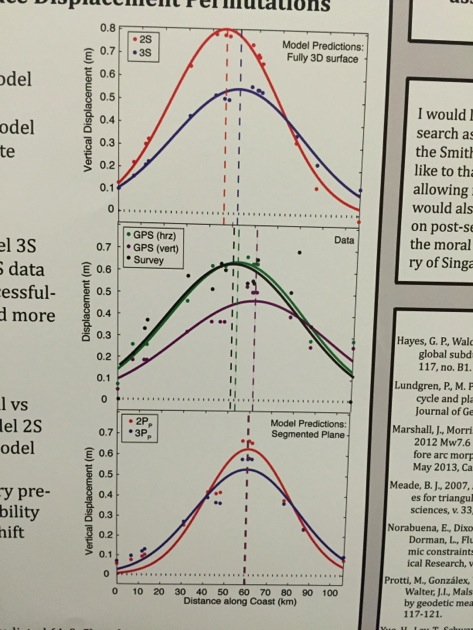 ce Displacement Permutations
odel
odel
te
el 3S
S data
cessful-
d more
l vs
del 2S
odel
ry pre-
bility
hift
0.8
0.7
0.6
0.5
0.4
0.3
0.2
0.1
0
Vertical Displacement (m)
2S
3S
Model Predictions:
Fully 3D surface
0.7
0.6
0.5
0.4
0.3
0.2
0.1
0
Displacement (m)
GPS (hrz)
GPS (vert)
Survey
Data
0.7
0.6
0.5
0.4
0.3
0.2
0.1
0
Vertical Displacement (m)
2Pₚ
3Pₚ
Model Predictions:
Segmented Plane
0 10 20 30 40 50 60 70 80 90 100
Distance along Coast (km)
I would l
search as
the Smith
like to tha
allowing
would als
on post-se
the moral
ry of Singa
Hayes, G. P., Wald
global subdu
117, no. B1.
Lundgren, P., M. P
cycle and pla
Journal of Ge
Marshall, J., Morri
2012 Mw7.6
fore arc morp
May 2013, Ca
Meade, B. J., 2007,
es for triangul
sciences, v. 33,
Norabuena, E., Dixo
Dorman, L., Flu
mic constraints
ical Research, v
Protti, M., González,
Walter, J.I., Mals
by geodetic mea
117-121.